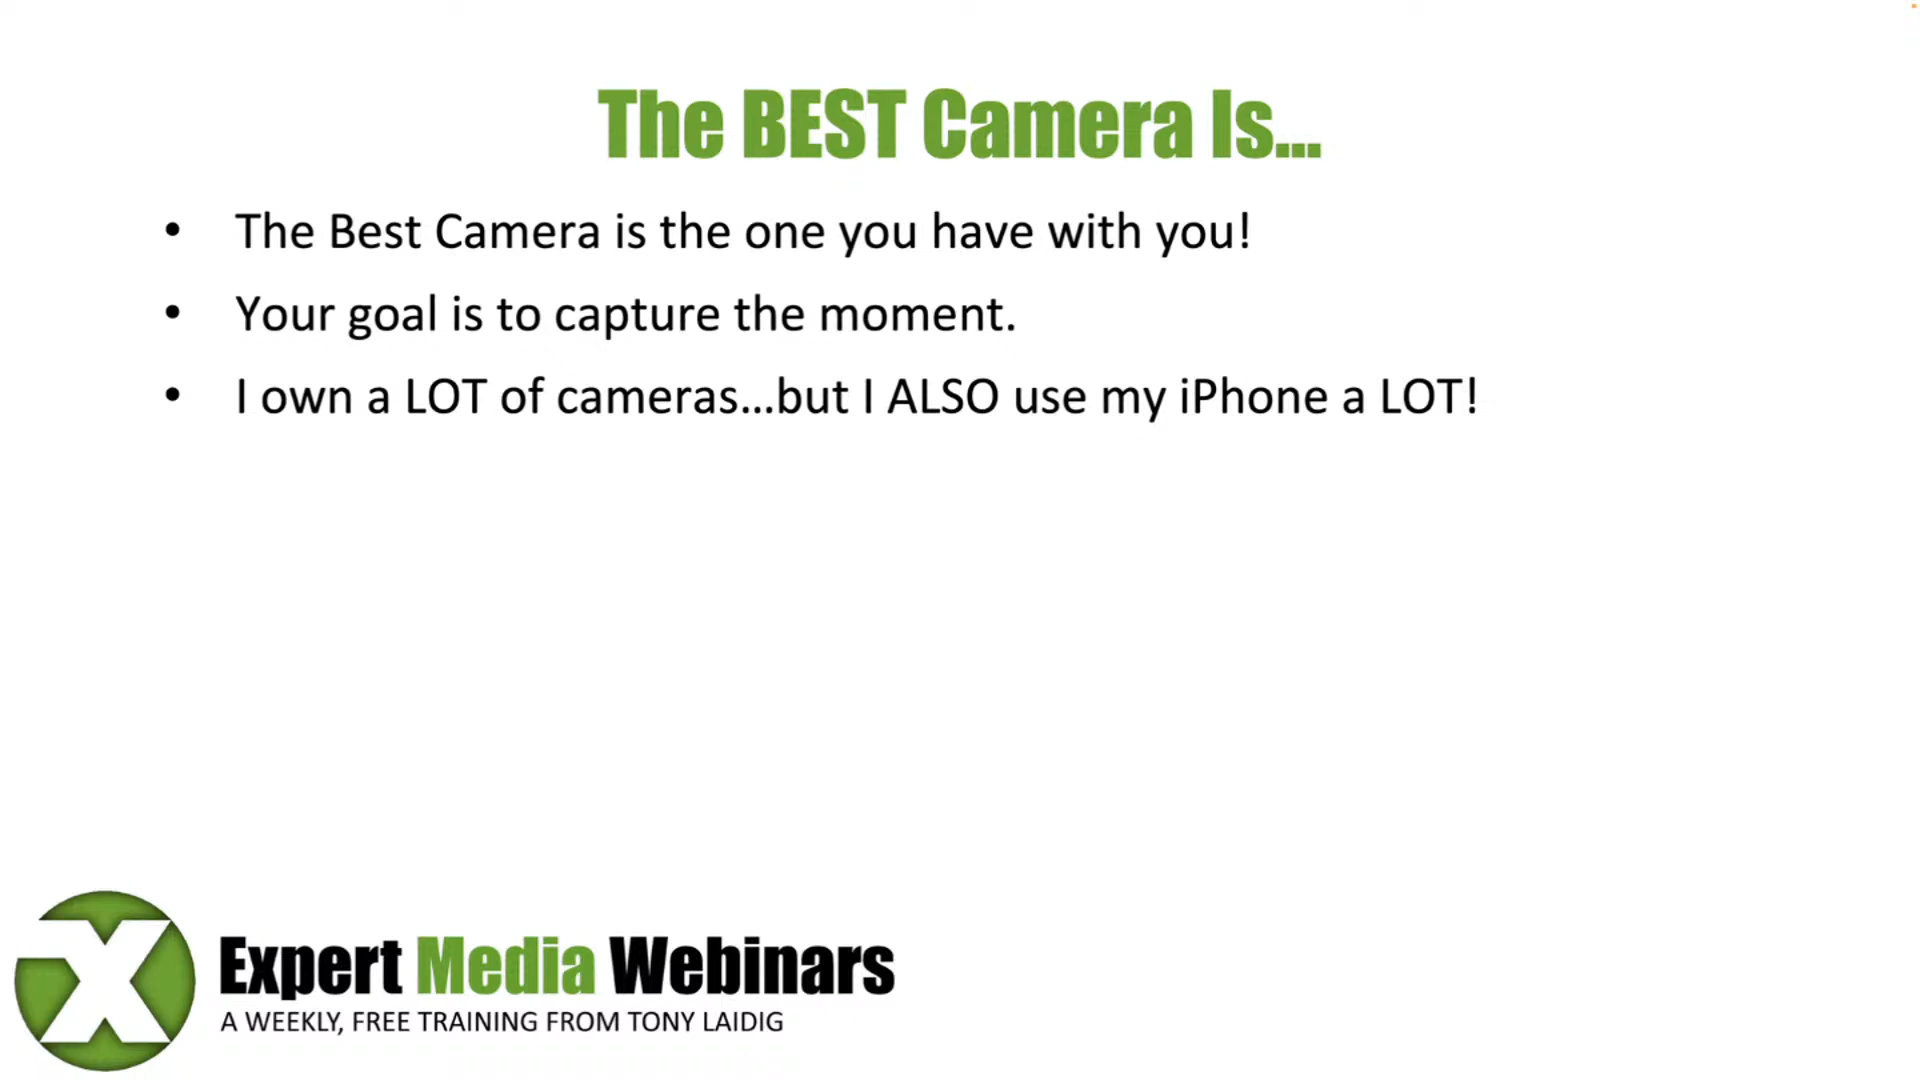 The BEST Camera Is...
• The Best Camera is the one you have with you!
• Your goal is to capture the moment.
• I own a LOT of cameras...but I ALSO use my iPhone a LOT!
X
Expert Media Webinars
A WEEKLY, FREE TRAINING FROM TONY LAIDIG